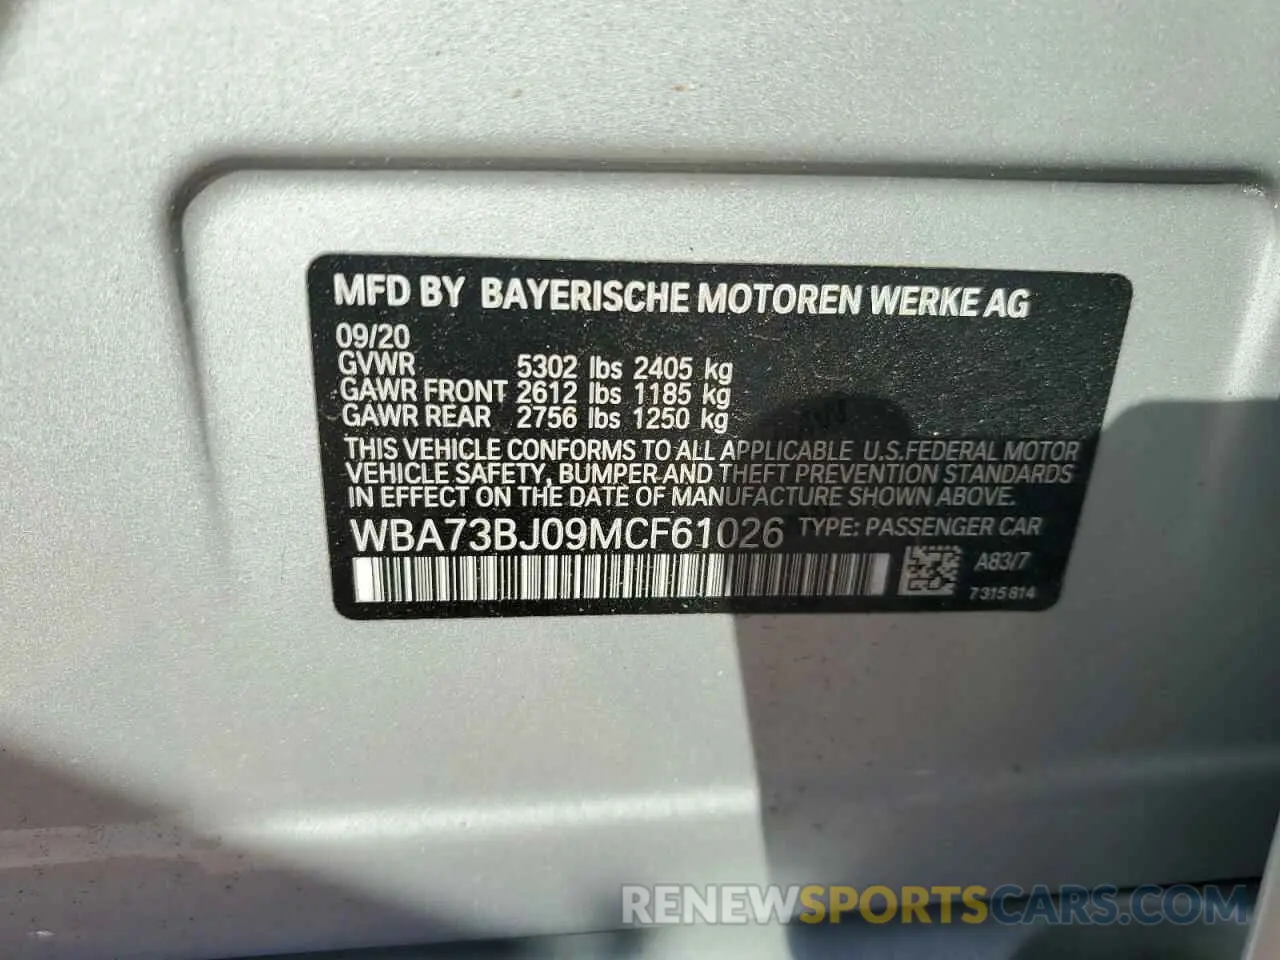 MFD BY BAYERISCHE MOTOREN WERKE AG
09/20
GVWR 5302 lbs 2405 kg
GAWR FRONT 2612 lbs 1185 kg
GAWR REAR 2756 lbs 1250 kg
THIS VEHICLE CONFORMS TO ALL APPLICABLE U.S.FEDERAL MOTOR
VEHICLE SAFETY, BUMPER AND THEFT PREVENTION STANDARDS
IN EFFECT ON THE DATE OF MANUFACTURE SHOWN ABOVE.
WBA73BJ09MCF61026 TYPE: PASSENGER CAR
A83/7
7315814
RENEWSPORTSCARS.COM